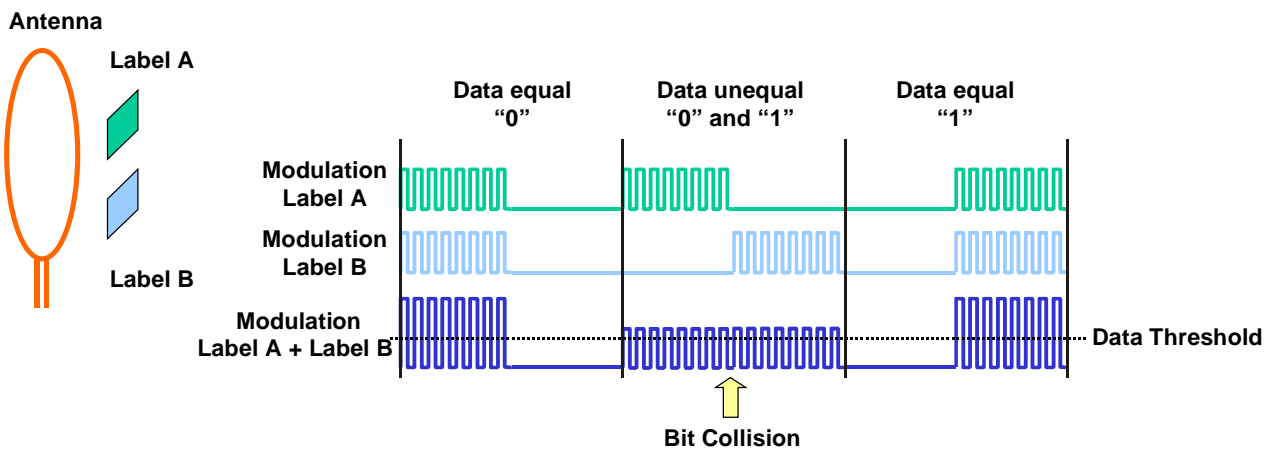 Antenna
Label A
Label B
Data equal
“0”
Data unequal
“0” and “1”
Data equal
“1”
Modulation
Label A
Modulation
Label B
Modulation
Label A + Label B
Data Threshold
Bit Collision